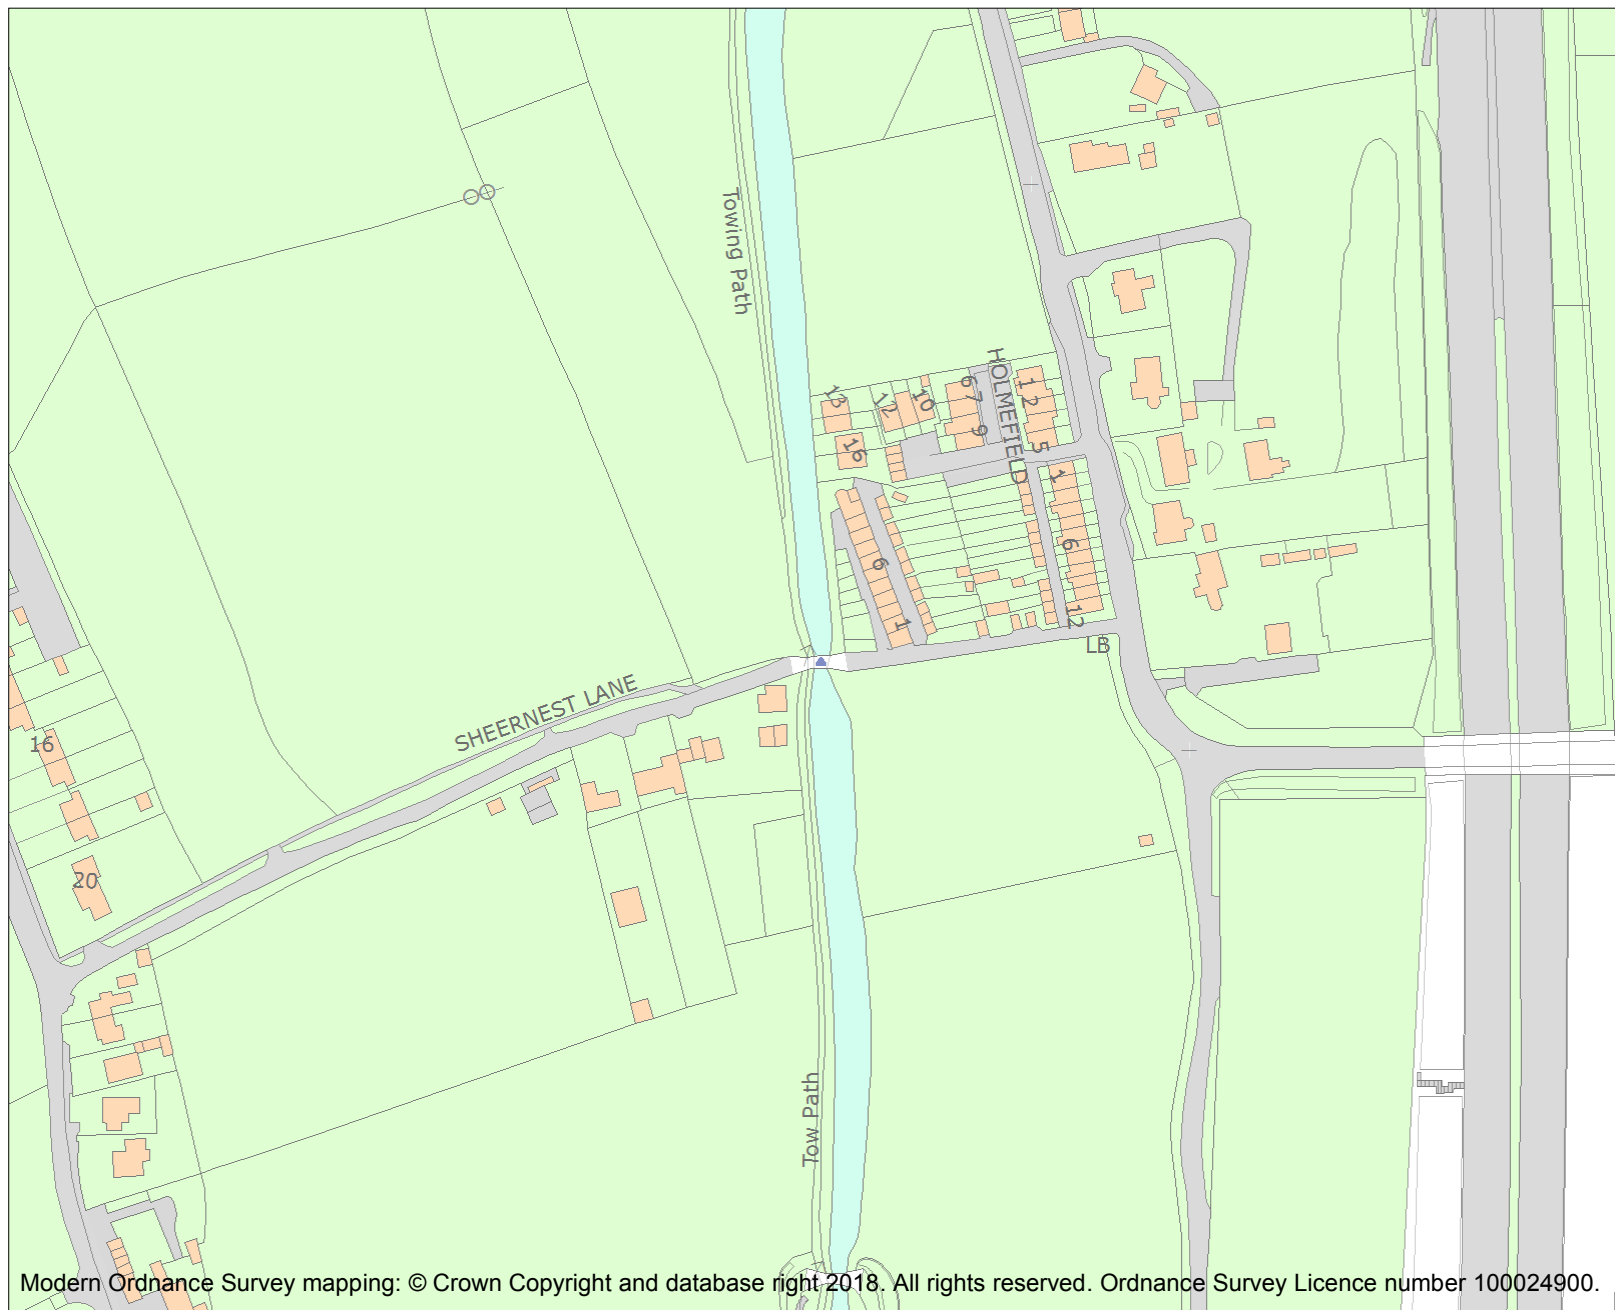 Towing Path
HOLMEFIELD
13
12
10
6
7
9
1
2
5
16
1
6
6
1
12
LB
SHEERNEST LANE
16
20
Tow Path
Modern Ordnance Survey mapping: © Crown Copyright and database right 2018. All rights reserved. Ordnance Survey Licence number 100024900.